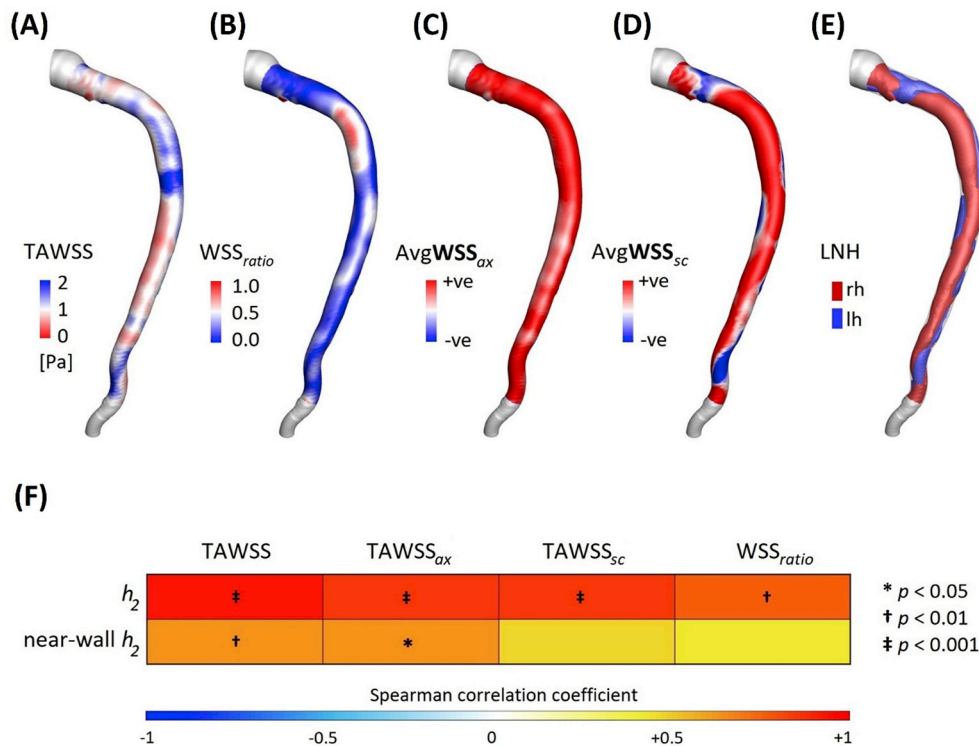 (A)
(B)
(C)
(D)
(E)
TAWSS
2
1
0
[Pa]
WSSratio
1.0
0.5
0.0
AvgWSSax
+ve
-ve
AvgWSSsc
+ve
-ve
LNH
rh
lh
(F)
TAWSS TAWSSax TAWSSsc WSSratio
h2 ‡ ‡ ‡ †
near-wall h2 † *
* p < 0.05
† p < 0.01
‡ p < 0.001
Spearman correlation coefficient
-1 -0.5 0 +0.5 +1